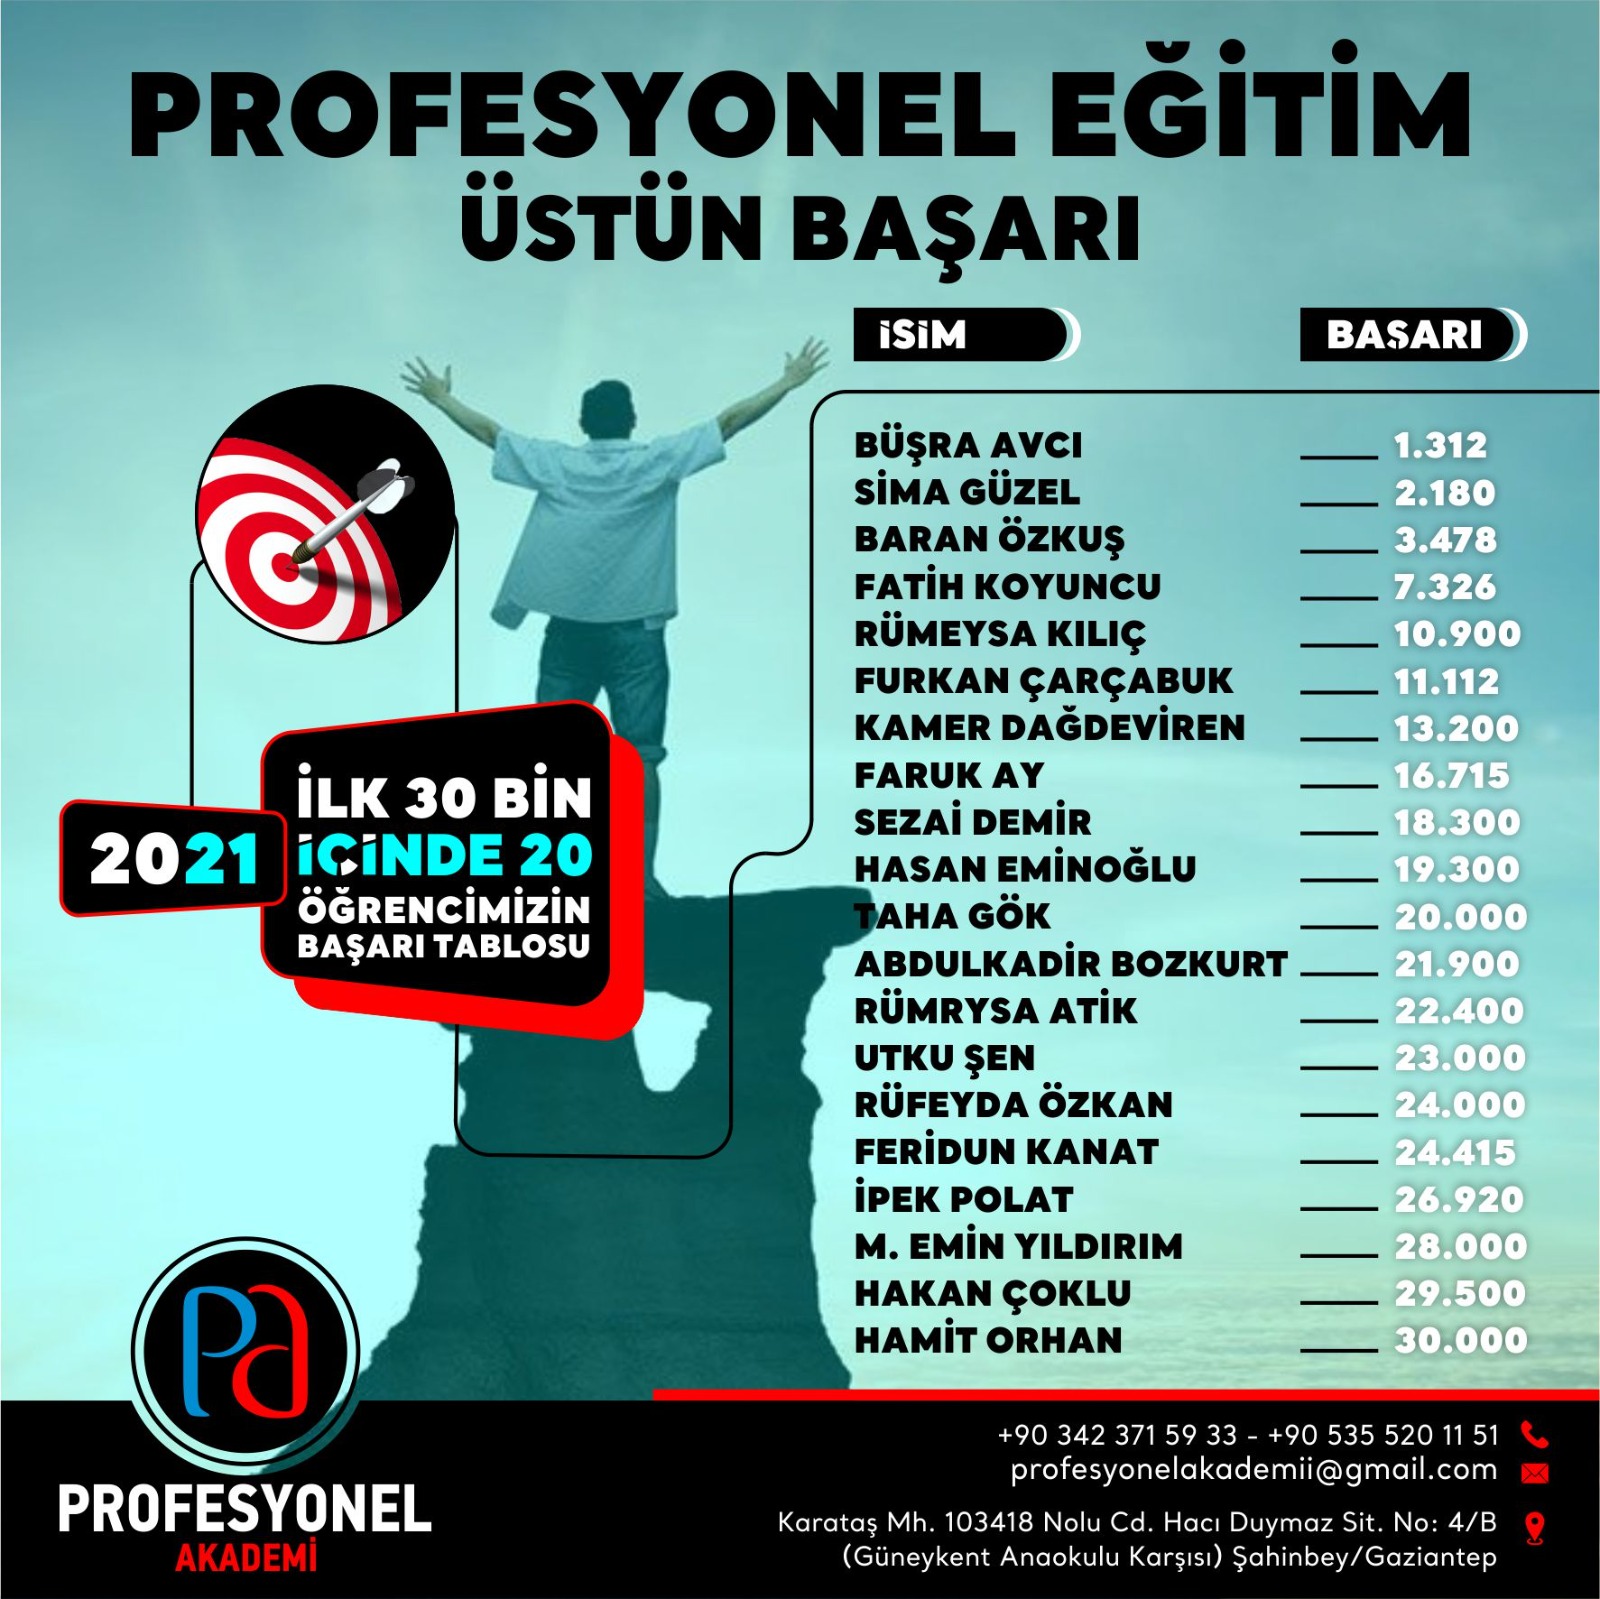 PROFESYONEL EĞİTİM
ÜSTÜN BAŞARI
İSİM BAŞARI
BÜŞRA AVCI 1.312
SİMA GÜZEL 2.180
BARAN ÖZKUŞ 3.478
FATİH KOYUNCU 7.326
RÜMEYSA KILIÇ 10.900
FURKAN ÇARÇABUK 11.112
KAMER DAĞDEVİREN 13.200
FARUK AY 16.715
SEZAİ DEMİR 18.300
HASAN EMİNOĞLU 19.300
TAHA GÖK 20.000
ABDULKADİR BOZKURT 21.900
RÜMRYSA ATİK 22.400
UTKU ŞEN 23.000
RÜFEYDA ÖZKAN 24.000
FERİDUN KANAT 24.415
İPEK POLAT 26.920
M. EMİN YILDIRIM 28.000
HAKAN ÇOKLU 29.500
HAMİT ORHAN 30.000
2021
İLK 30 BİN
İÇİNDE 20
ÖĞRENCİMİZİN
BAŞARI TABLOSU
Pa
PROFESYONEL
AKADEMİ
+90 342 371 59 33 - +90 535 520 11 51
profesyonelakademii@gmail.com
Karataş Mh. 103418 Nolu Cd. Hacı Duymaz Sit. No: 4/B
(Güneykent Anaokulu Karşısı) Şahinbey/Gaziantep